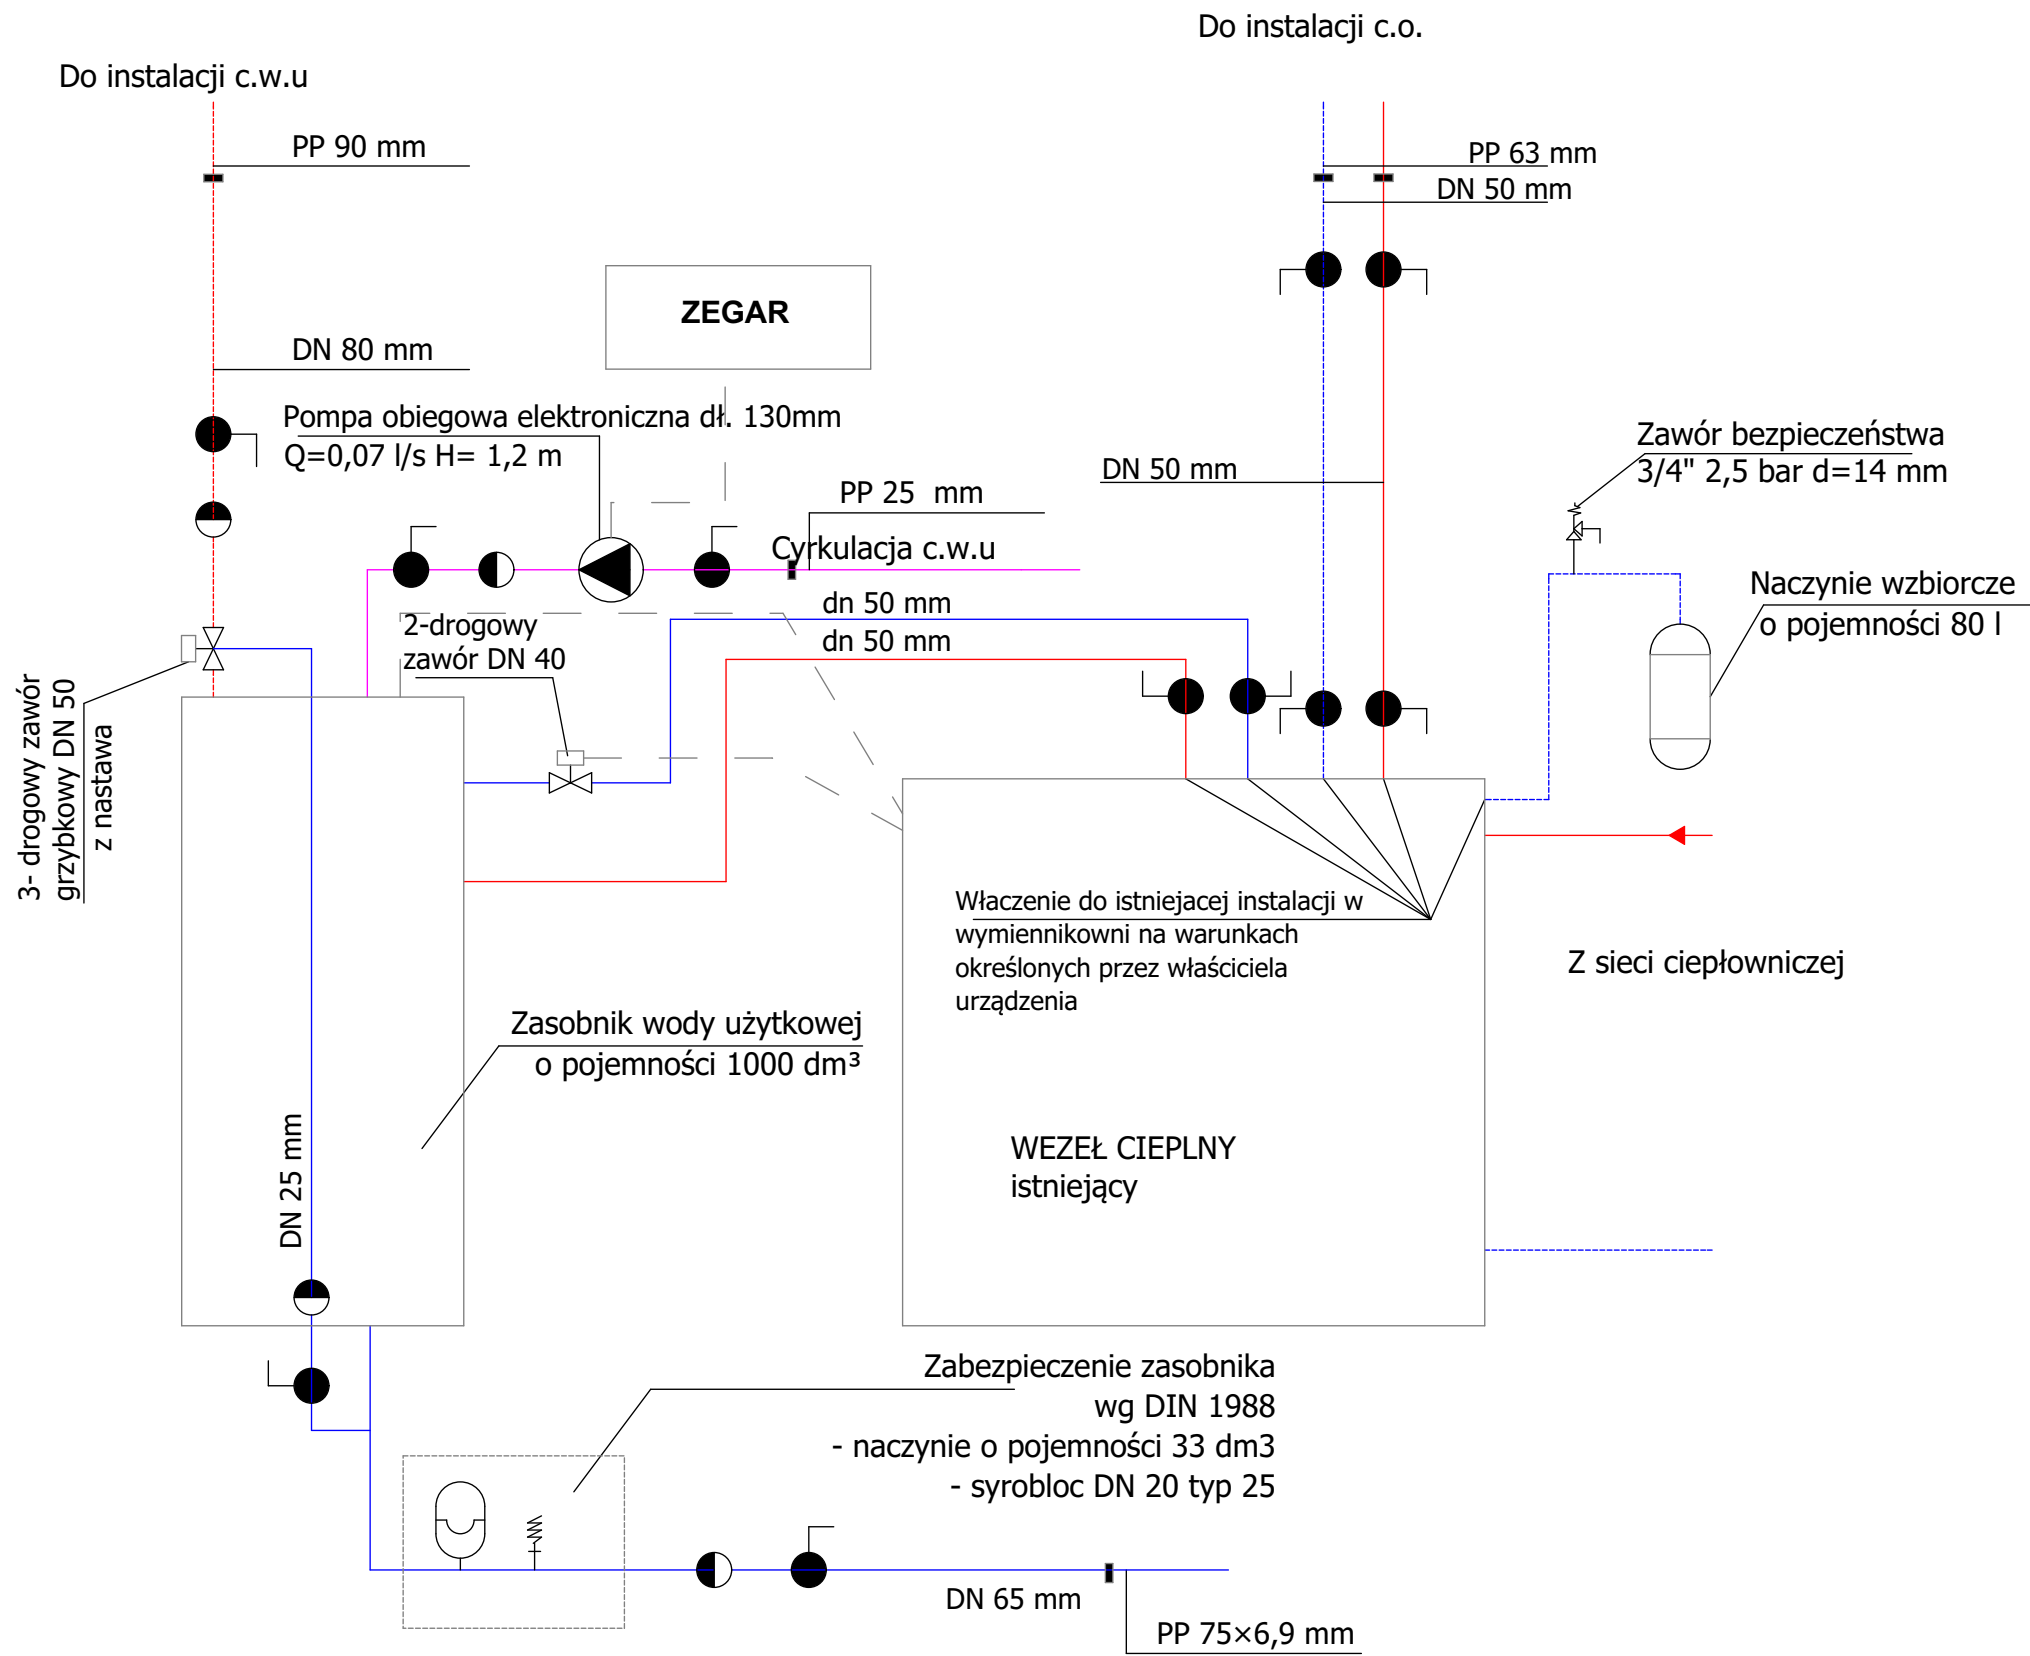 Do instalacji c.o.
Do instalacji c.w.u
PP 90 mm
PP 63 mm
DN 50 mm
ZEGAR
DN 80 mm
Pompa obiegowa elektroniczna dł. 130mm
Q=0,07 l/s H= 1,2 m
Zawór bezpieczeństwa
3/4" 2,5 bar d=14 mm
DN 50 mm
PP 25 mm
Cyrkulacja c.w.u
Naczynie wzbiorcze
o pojemności 80 l
dn 50 mm
dn 50 mm
2-drogowy
zawór DN 40
3- drogowy zawór
grzybkowy DN 50
z nastawa
Właczenie do istniejacej instalacji w
wymiennikowni na warunkach
określonych przez właściciela
urządzenia
Z sieci ciepłowniczej
Zasobnik wody użytkowej
o pojemności 1000 dm³
DN 25 mm
WEZEŁ CIEPLNY
istniejący
Zabezpieczenie zasobnika
wg DIN 1988
- naczynie o pojemności 33 dm3
- syrobloc DN 20 typ 25
DN 65 mm
PP 75×6,9 mm